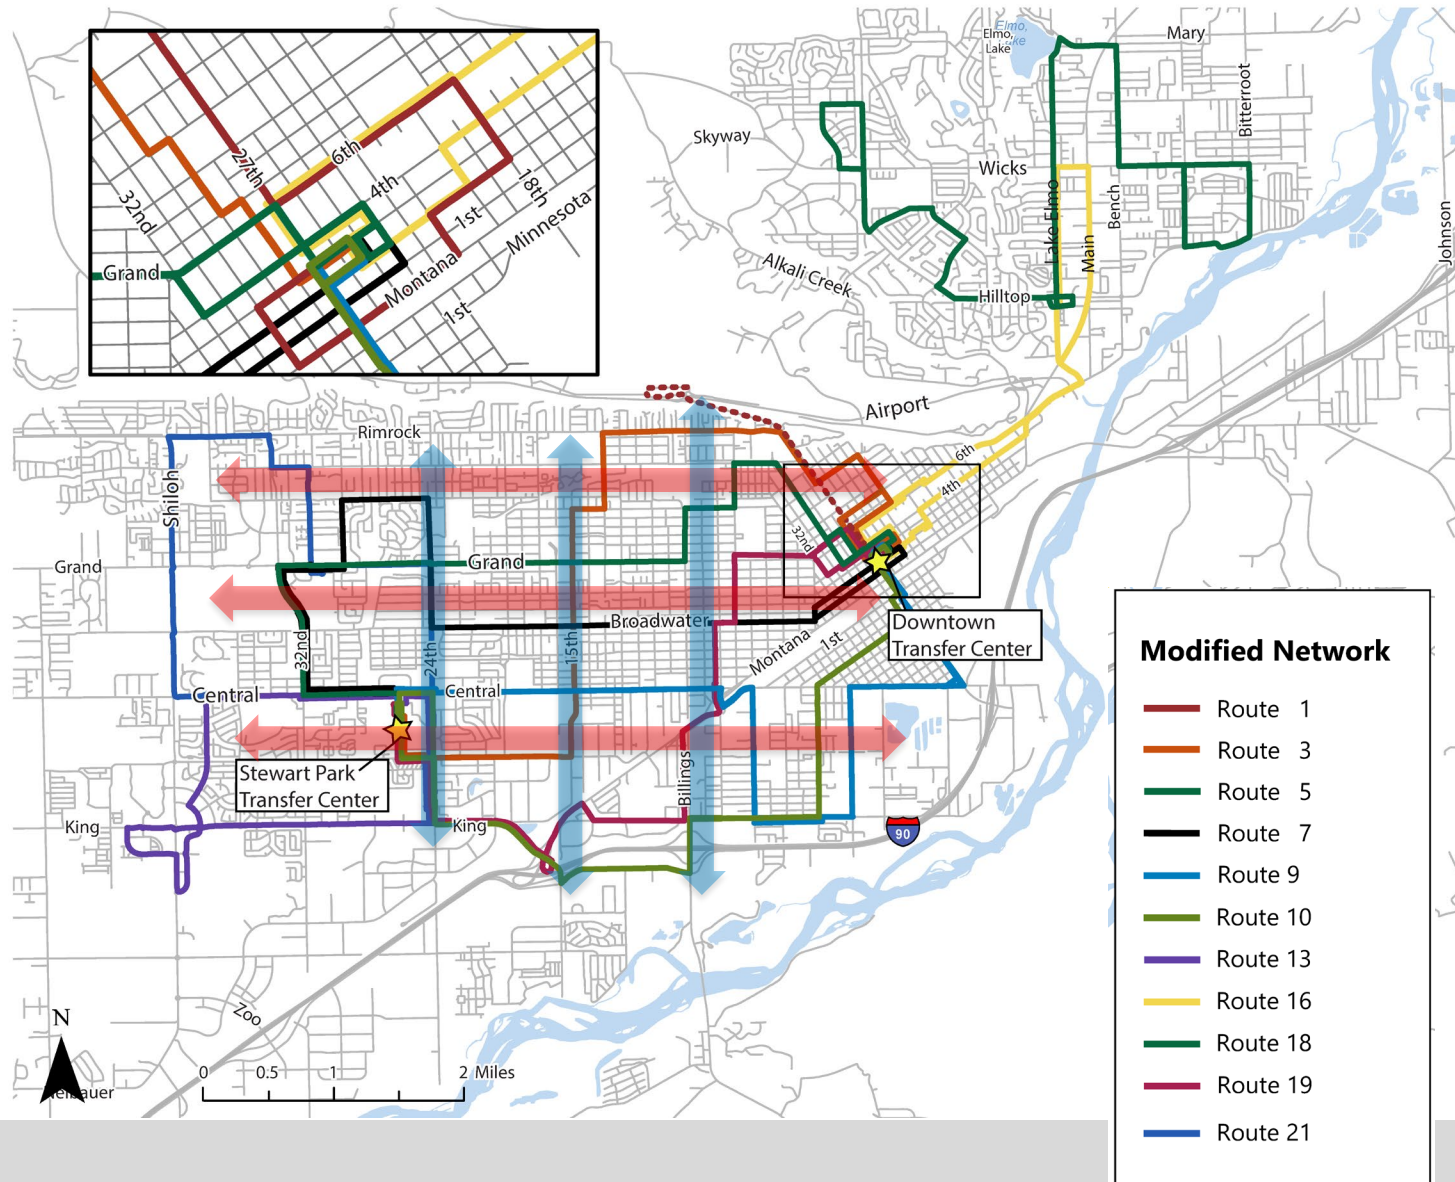 27th
6th
4th
18th
1st
Minnesota
32nd
Grand
Montana
1st
Elmo,
Lake
Elmo,
Lake
Mary
Bitterroot
Skyway
Wicks
Lake Elmo
Bench
Main
Johnson
Alkali Creek
Hilltop
Airport
Rimrock
6th
4th
Shiloh
32nd
Grand
Grand
Broadwater
Downtown
Transfer Center
32nd
24th
15th
Montana
1st
Central
Central
Stewart Park
Transfer Center
Billings
King
King
90
Zoo
N
0 0.5 1 2 Miles
Modified Network
Route 1
Route 3
Route 5
Route 7
Route 9
Route 10
Route 13
Route 16
Route 18
Route 19
Route 21